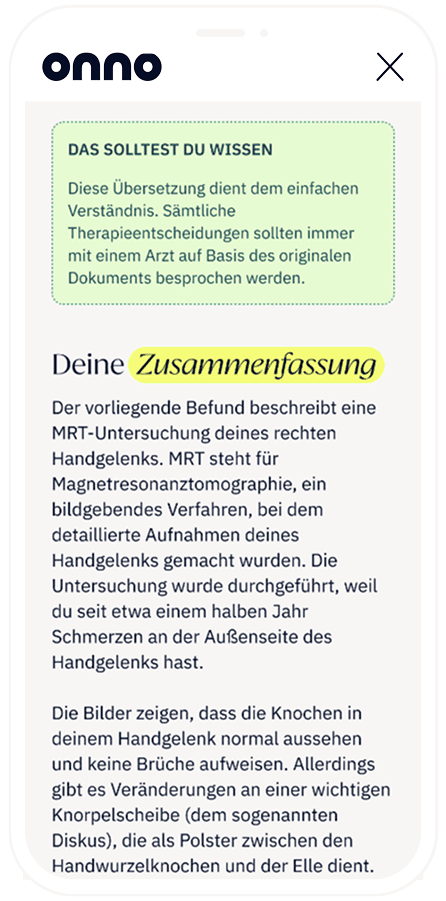 onno
DAS SOLLTEST DU WISSEN
Diese Übersetzung dient dem einfachen
Verständnis. Sämtliche
Therapieentscheidungen sollten immer
mit einem Arzt auf Basis des originalen
Dokuments besprochen werden.
Deine Zusammenfassung
Der vorliegende Befund beschreibt eine
MRT-Untersuchung deines rechten
Handgelenks. MRT steht für
Magnetresonanztomographie, ein
bildgebendes Verfahren, bei dem
detaillierte Aufnahmen deines
Handgelenks gemacht wurden. Die
Untersuchung wurde durchgeführt, weil
du seit etwa einem halben Jahr
Schmerzen an der Außenseite des
Handgelenks hast.
Die Bilder zeigen, dass die Knochen in
deinem Handgelenk normal aussehen
und keine Brüche aufweisen. Allerdings
gibt es Veränderungen an einer wichtigen
Knorpelscheibe (dem sogenannten
Diskus), die als Polster zwischen den
Handwurzelknochen und der Elle dient.